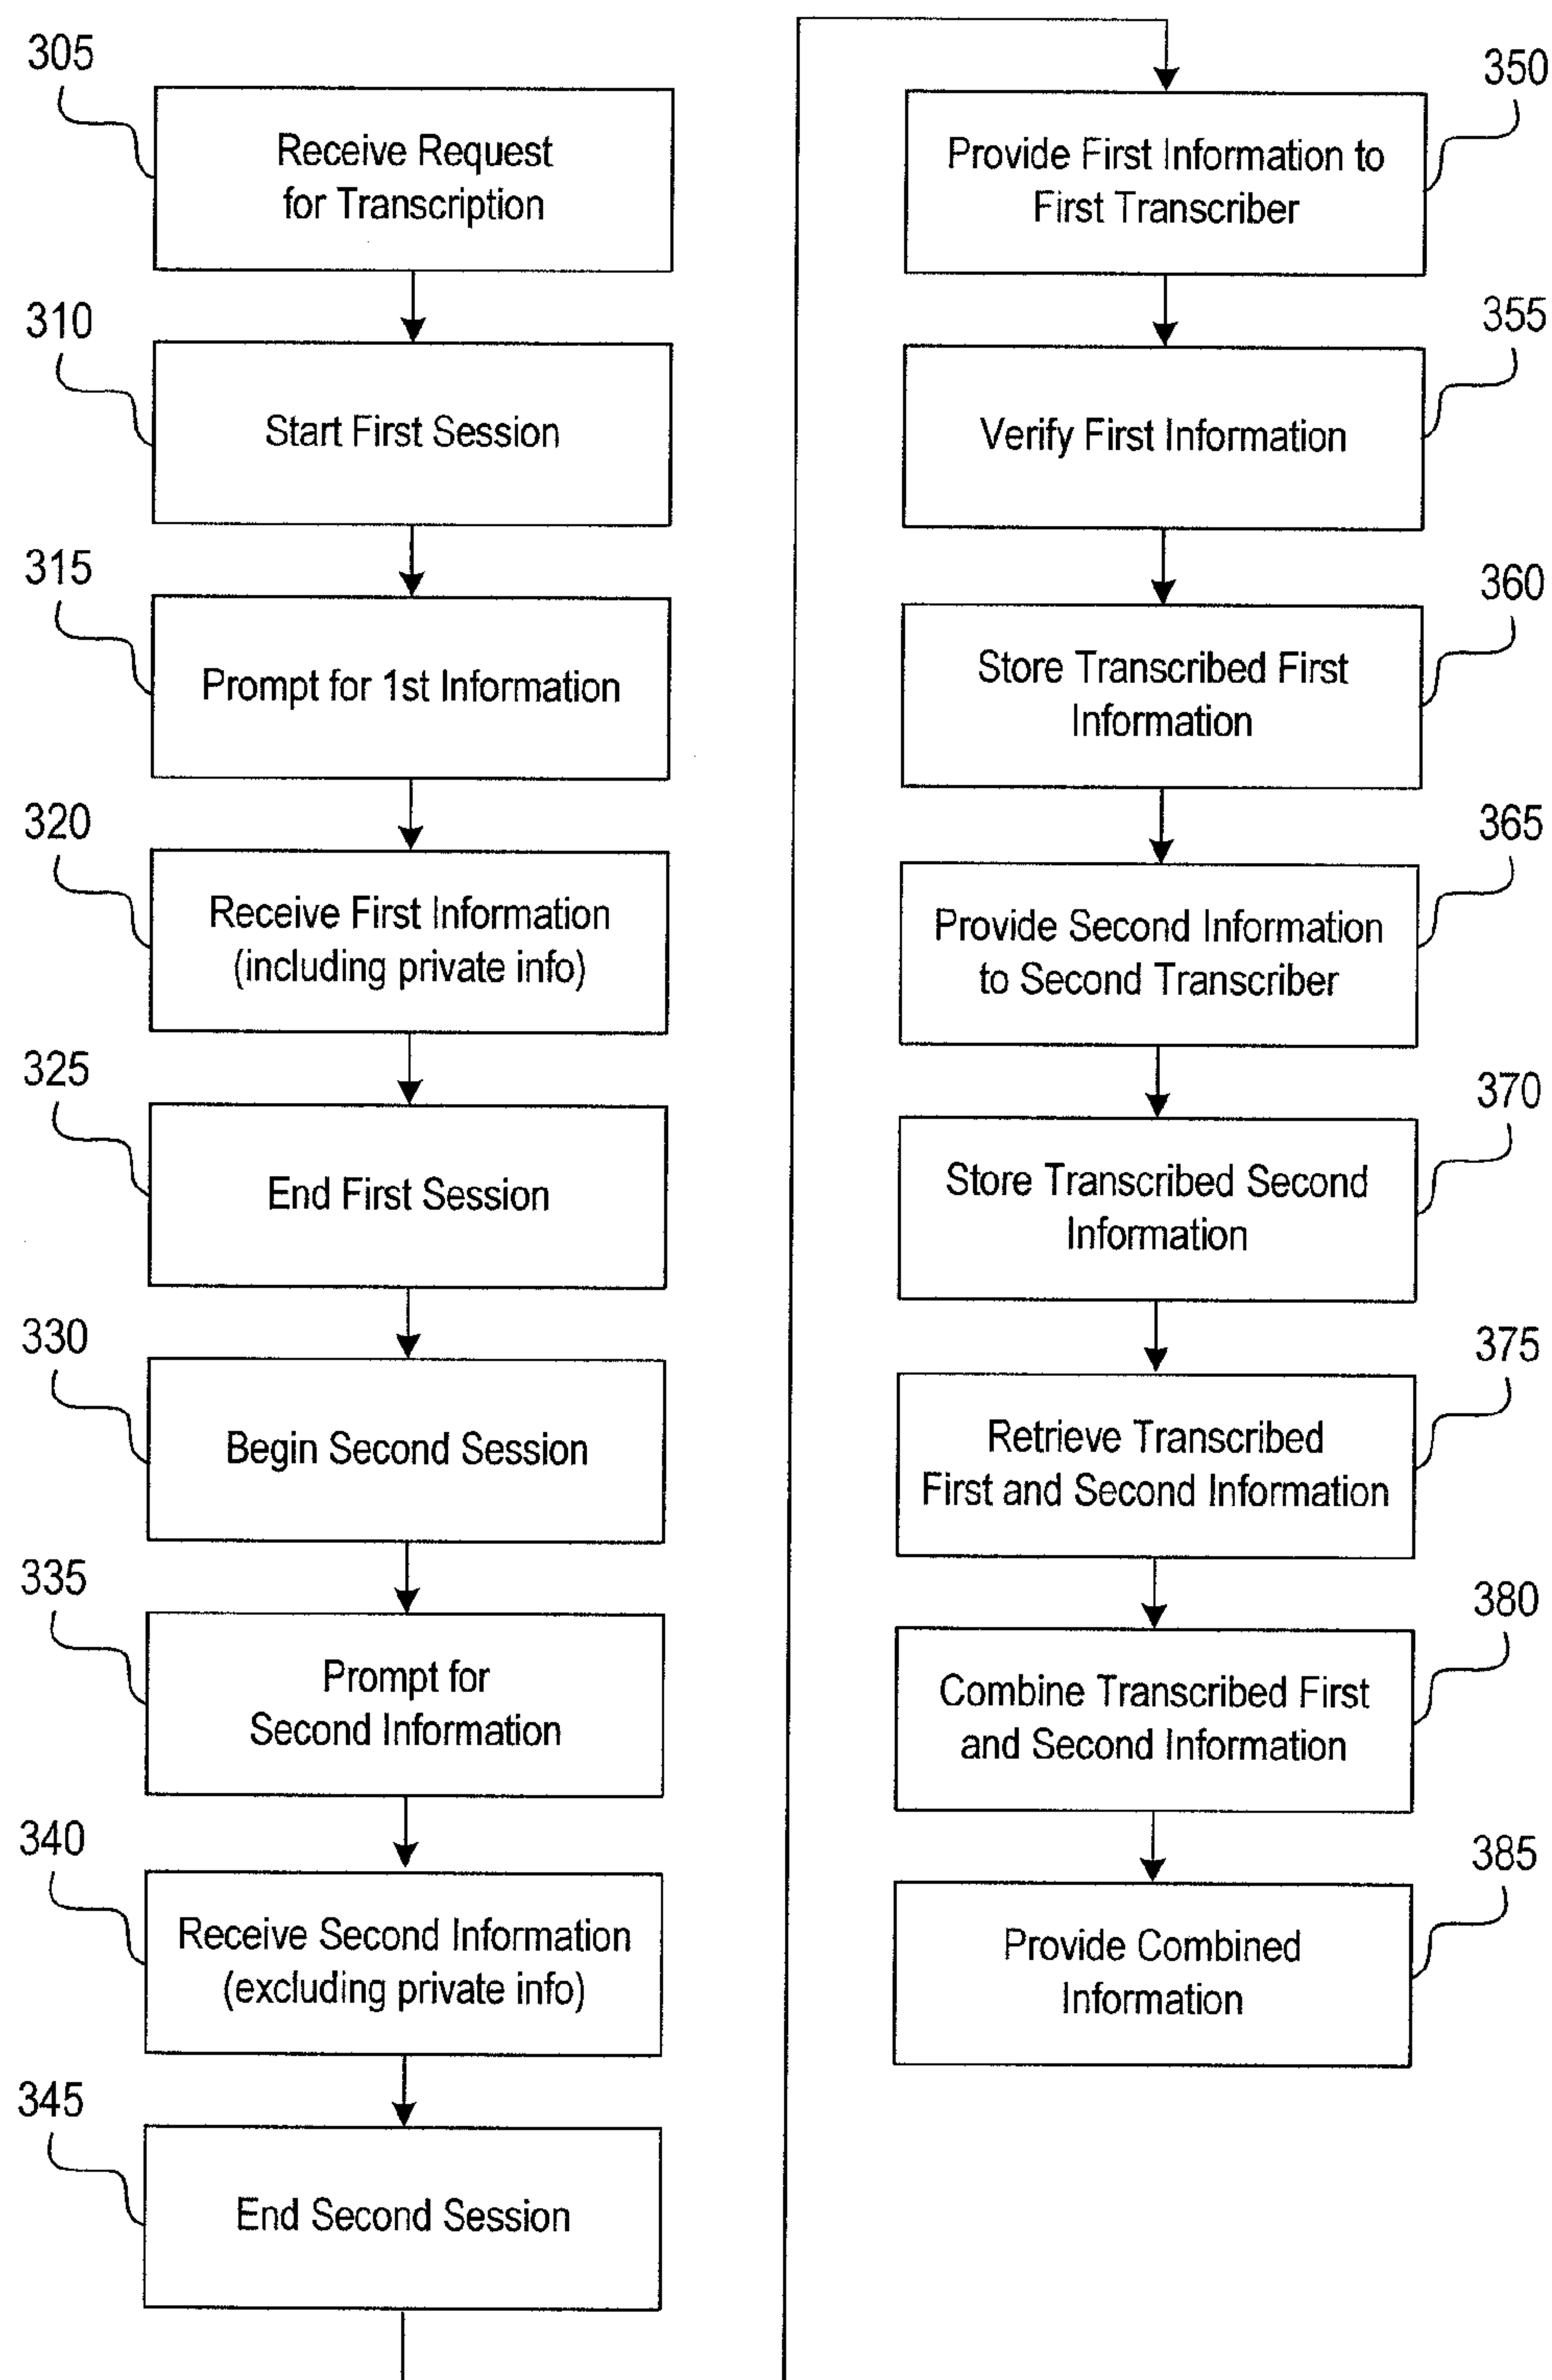 305
Receive Request
for Transcription
310
Start First Session
315
Prompt for 1st Information
320
Receive First Information
(including private info)
325
End First Session
330
Begin Second Session
335
Prompt for
Second Information
340
Receive Second Information
(excluding private info)
345
End Second Session
350
Provide First Information to
First Transcriber
355
Verify First Information
360
Store Transcribed First
Information
365
Provide Second Information
to Second Transcriber
370
Store Transcribed Second
Information
375
Retrieve Transcribed
First and Second Information
380
Combine Transcribed First
and Second Information
385
Provide Combined
Information